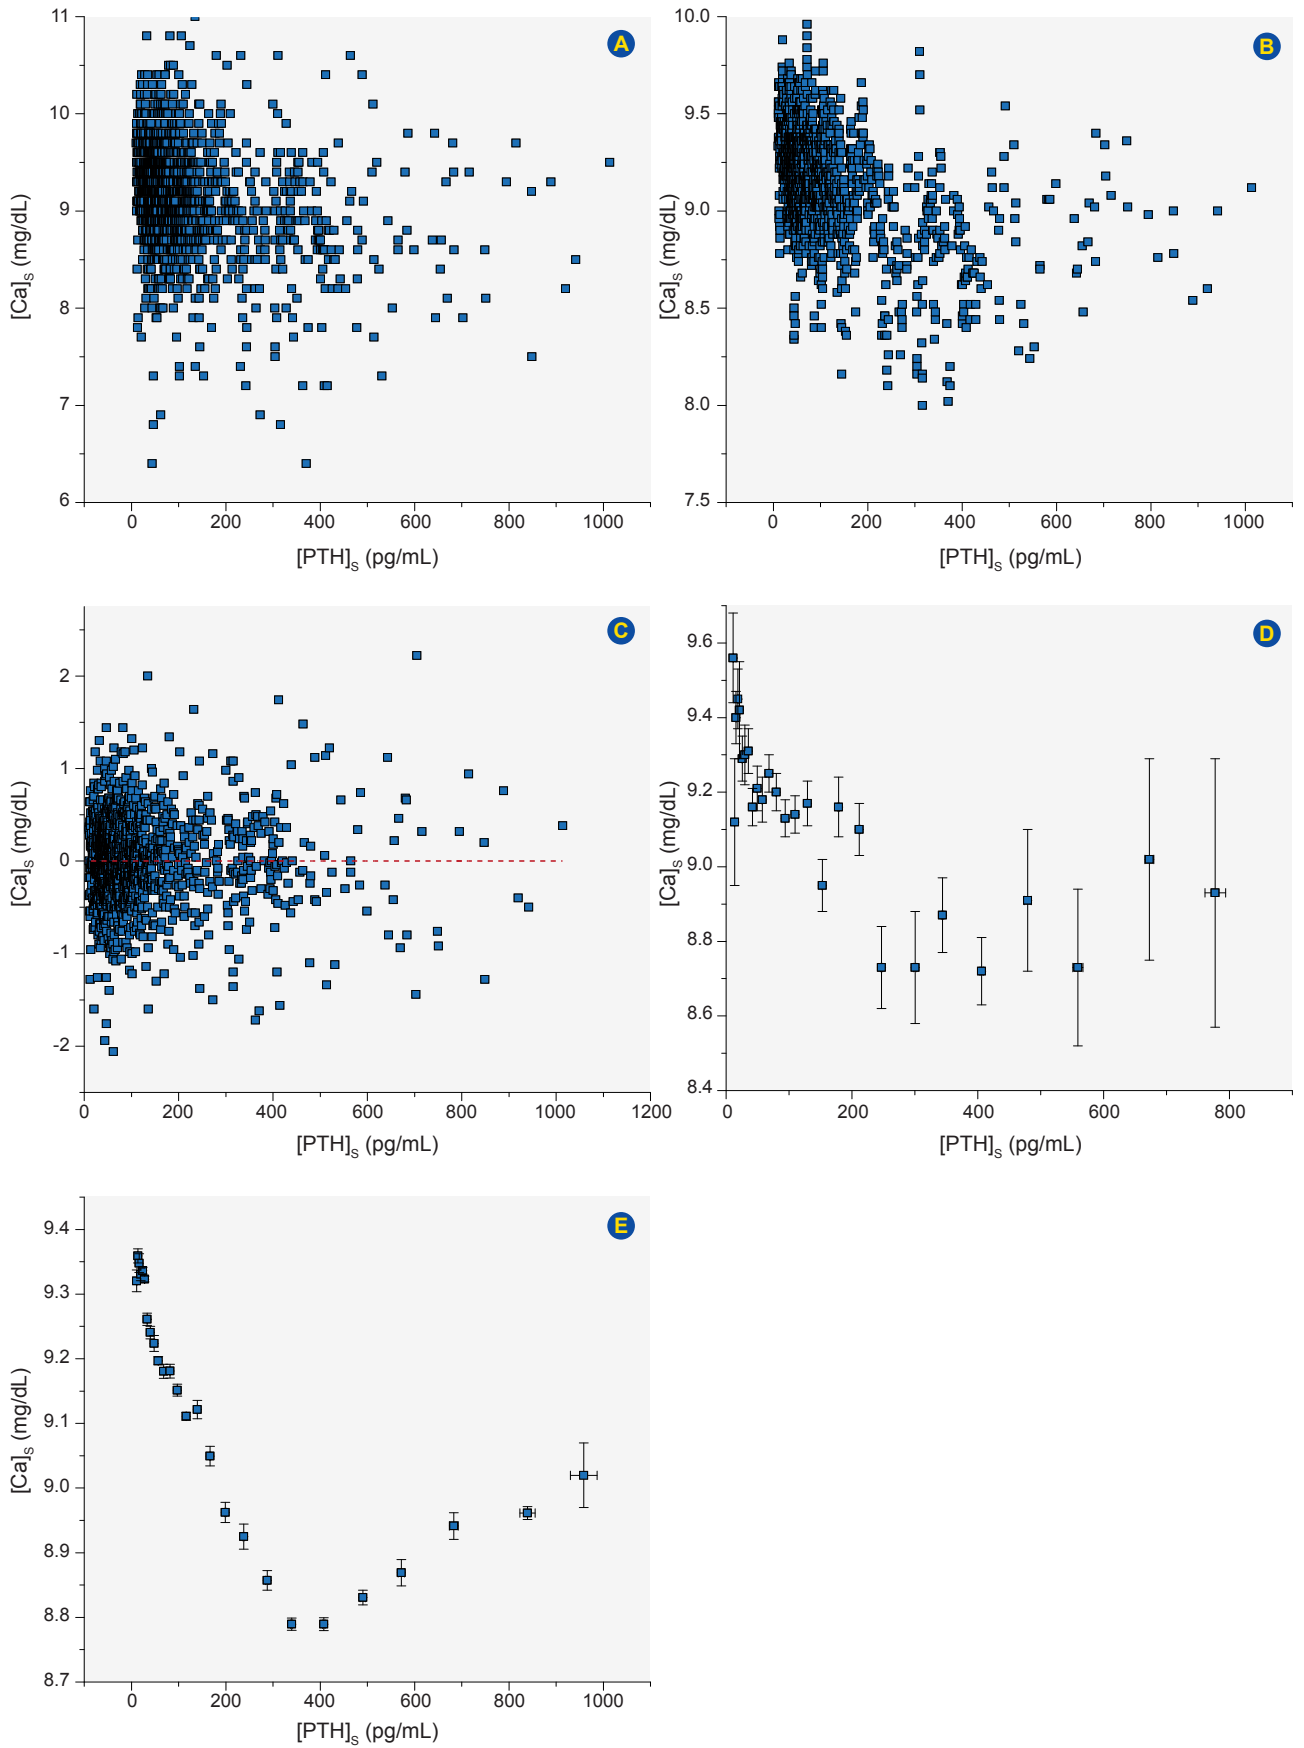 A
11
10
9
8
7
6
[Ca]s (mg/dL)
0 200 400 600 800 1000
[PTH]s (pg/mL)
B
10.0
9.5
9.0
8.5
8.0
7.5
[Ca]s (mg/dL)
0 200 400 600 800 1000
[PTH]s (pg/mL)
C
2
1
0
-1
-2
[Ca]s (mg/dL)
0 200 400 600 800 1000 1200
[PTH]s (pg/mL)
D
9.6
9.4
9.2
9.0
8.8
8.6
8.4
[Ca]s (mg/dL)
0 200 400 600 800
[PTH]s (pg/mL)
E
9.4
9.3
9.2
9.1
9.0
8.9
8.8
8.7
[Ca]s (mg/dL)
0 200 400 600 800 1000
[PTH]s (pg/mL)